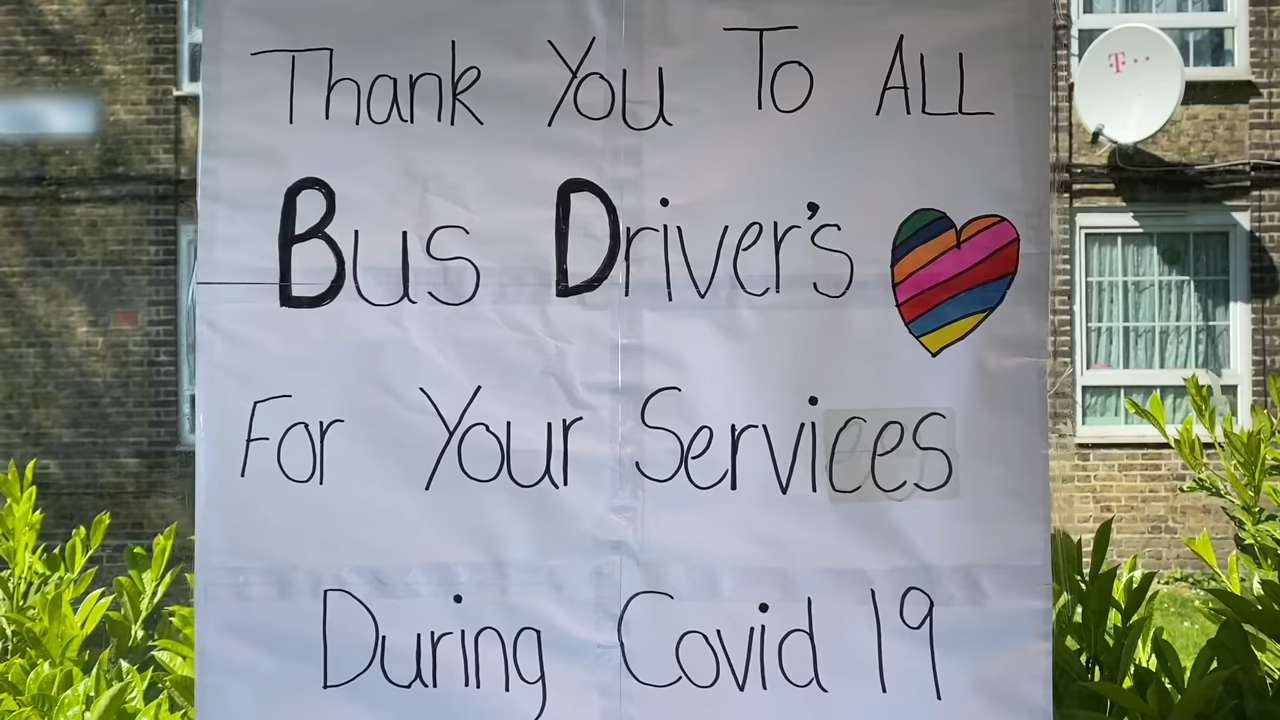 Thank You To ALL
Bus Driver's
For Your Services
During Covid 19
T